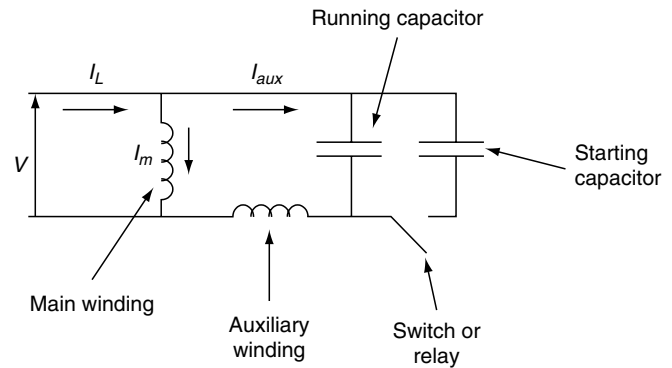 Running capacitor
I_L
I_aux
V
I_m
Starting
capacitor
Main winding
Auxiliary
winding
Switch or
relay